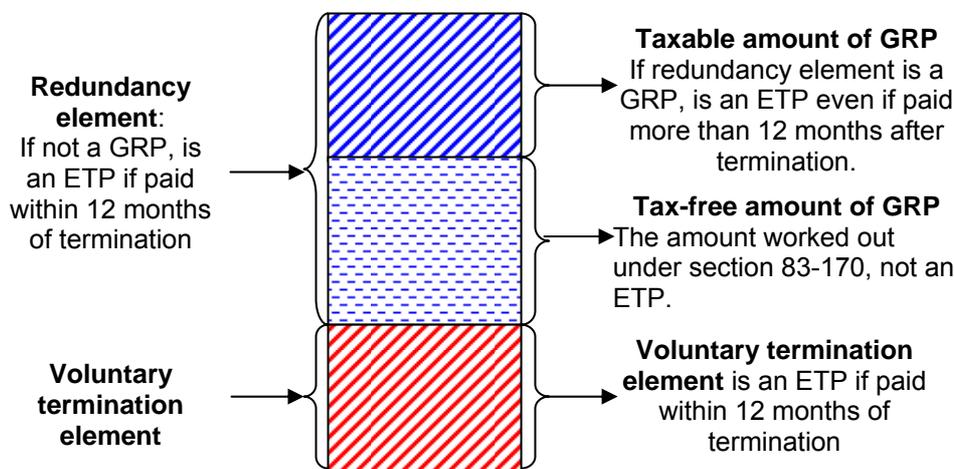 Redundancy
element:
If not a GRP, is
an ETP if paid
within 12 months
of termination
Voluntary
termination
element
Taxable amount of GRP
If redundancy element is a
GRP, is an ETP even if paid
more than 12 months after
termination.
Tax-free amount of GRP
The amount worked out
under section 83-170, not an
ETP.
Voluntary termination
element is an ETP if paid
within 12 months of
termination